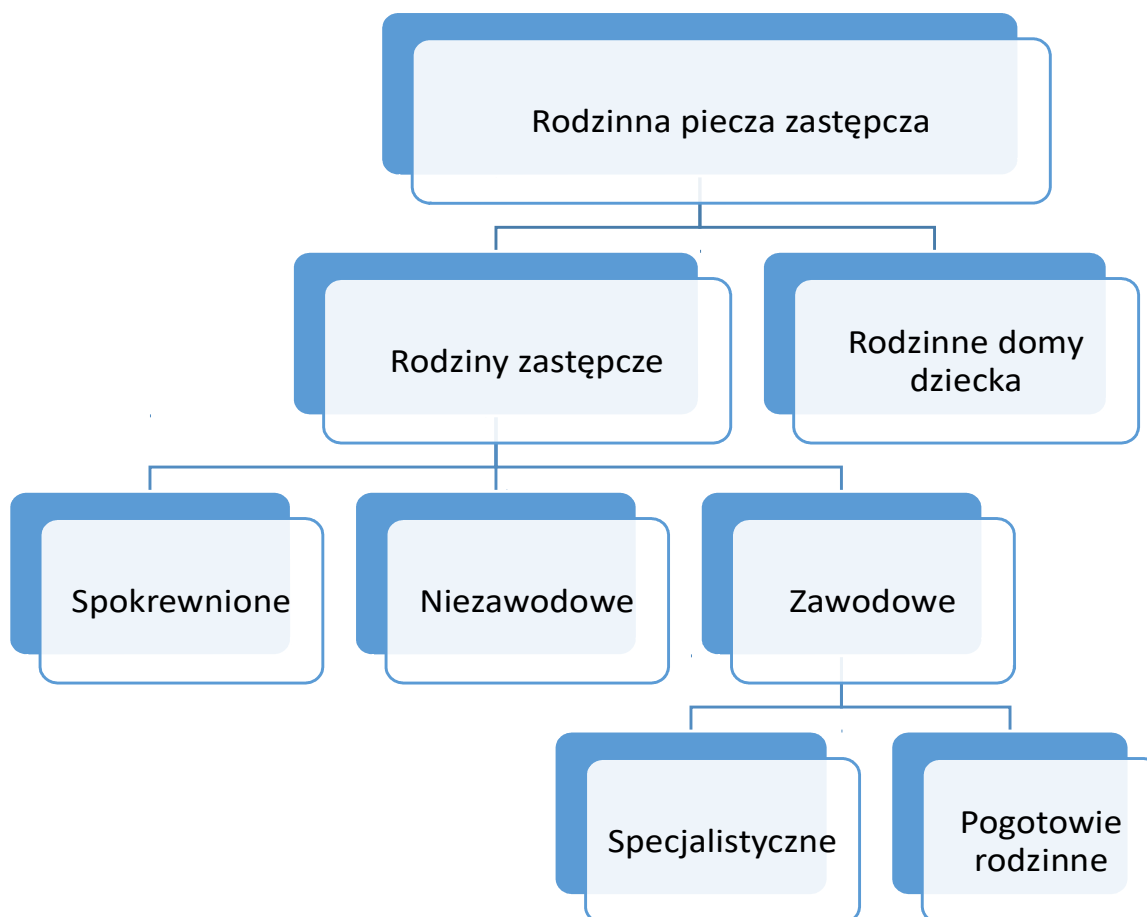 Rodzinna piecza zastępcza
Rodziny zastępcze
Rodzinne domy
dziecka
Spokrewnione
Niezawodowe
Zawodowe
Specjalistyczne
Pogotowie
rodzinne